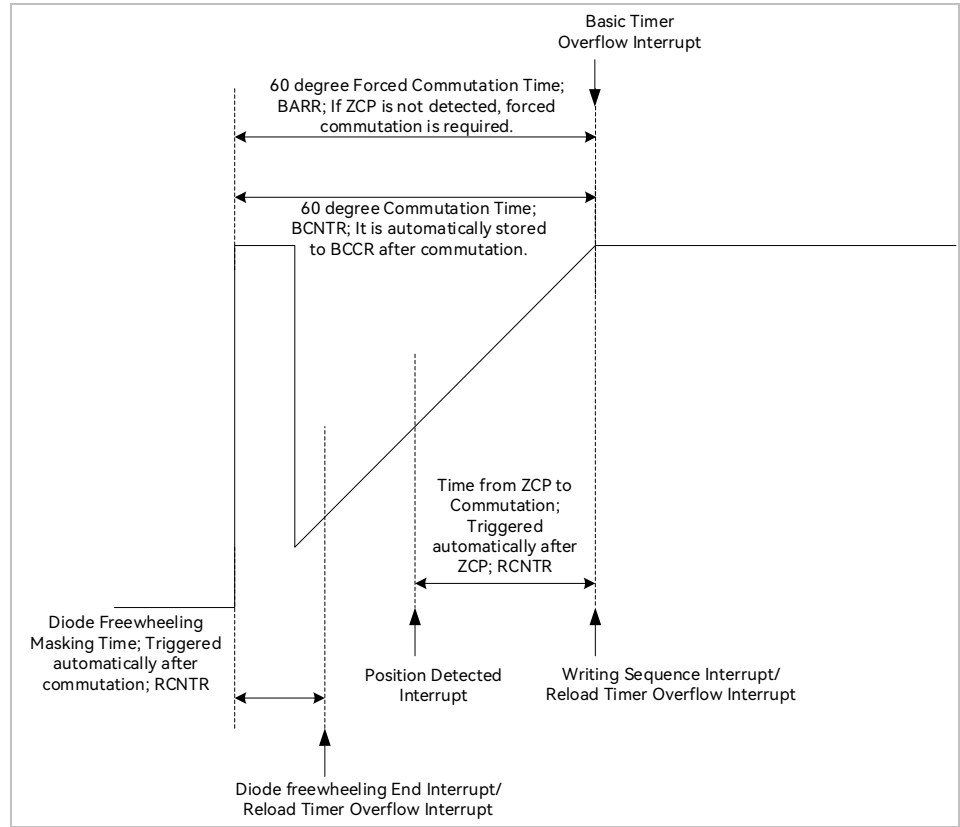 Basic Timer
Overflow Interrupt
60 degree Forced Commutation Time;
BARR; If ZCP is not detected, forced
commutation is required.
60 degree Commutation Time;
BCNTR; It is automatically stored
to BCCR after commutation.
Time from ZCP to
Commutation;
Triggered
automatically after
ZCP; RCNTR
Diode Freewheeling
Masking Time; Triggered
automatically after
commutation; RCNTR
Position Detected
Interrupt
Writing Sequence Interrupt/
Reload Timer Overflow Interrupt
Diode freewheeling End Interrupt/
Reload Timer Overflow Interrupt